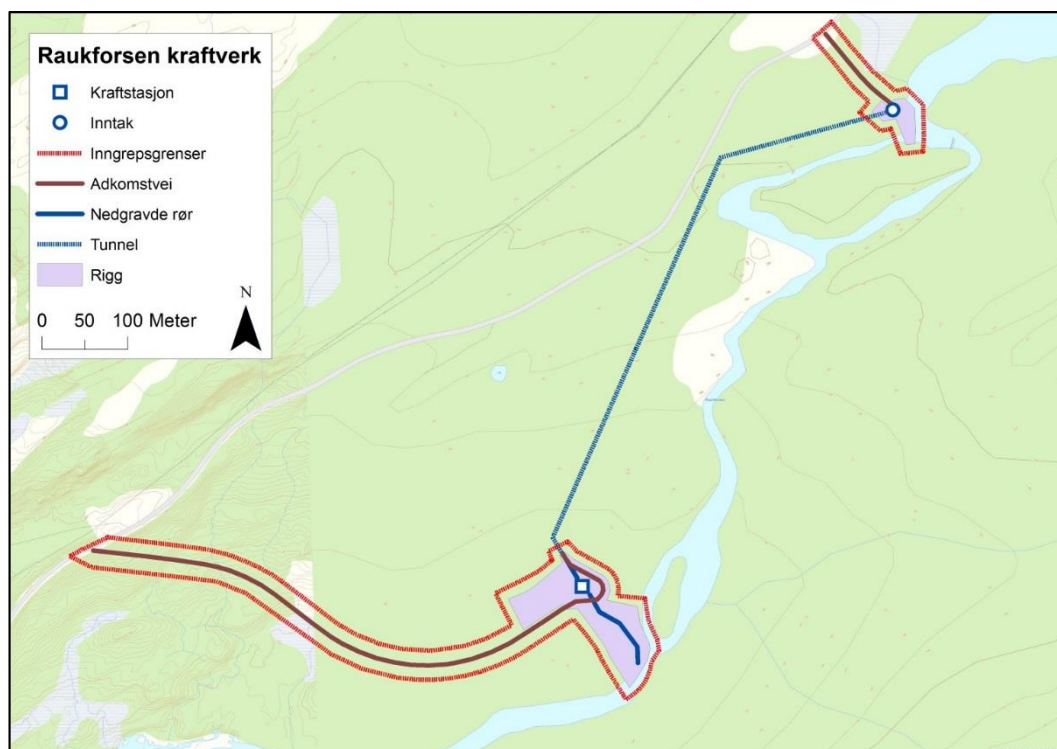 Raukforsen kraftverk
Kraftstasjon
Inntak
Inngrepsgrenser
Adkomstvei
Nedgravde rør
Tunnel
Rigg
N
0 50 100 Meter